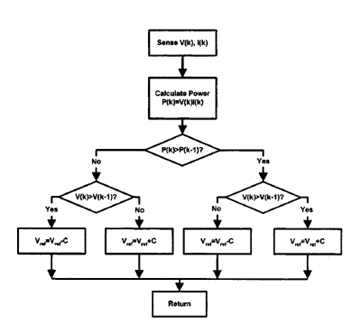 Sense V(k), I(k)
Calculate Power
P(k)=V(k)I(k)
P(k)>P(k-1)?
No
Yes
V(k)>V(k-1)?
V(k)>V(k-1)?
Yes
No
No
Yes
Vref=Vref-C
Vref=Vref+C
Vref=Vref-C
Vref=Vref+C
Return